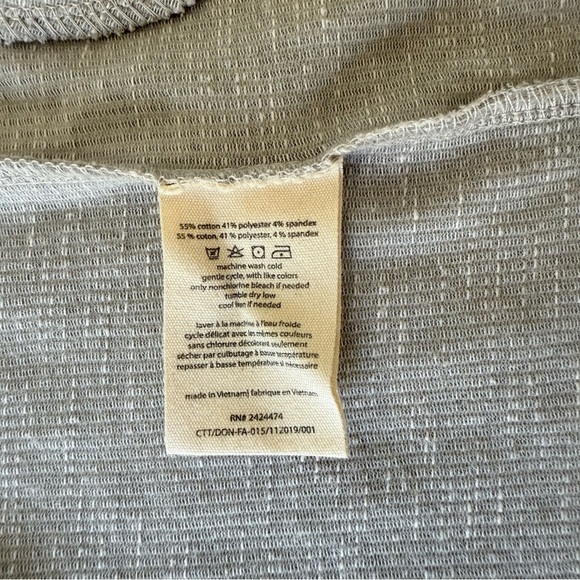 55% cotton 41% polyester 4% spandex
55 % coton, 41 % polyester, 4 % spandex
machine wash cold
gentle cycle, with like colors
only nonchlorine bleach if needed
tumble dry low
cool iron if needed
laver à la machine à l'eau froide
cycle délicat avec les mêmes couleurs
sans chlorure décolorant seulement
sécher par culbutage à basse température
repasser à basse température si nécessaire
made in Vietnam| fabrique en Vietnam
RN# 2424474
CTT/DON-FA-015/112019/001